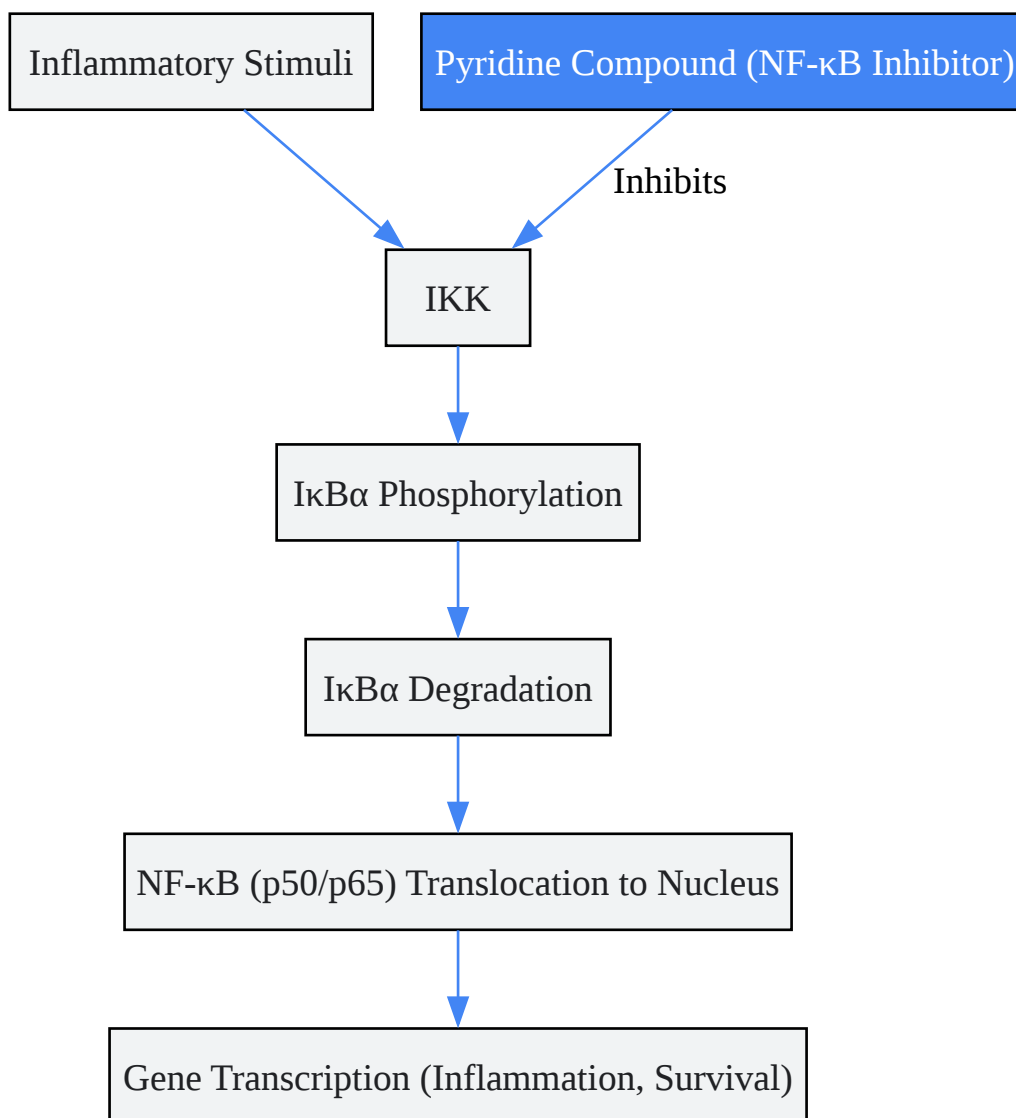 Inflammatory Stimuli
Pyridine Compound (NF-κB Inhibitor)
Inhibits
IKK
IκBα Phosphorylation
IκBα Degradation
NF-κB (p50/p65) Translocation to Nucleus
Gene Transcription (Inflammation, Survival)